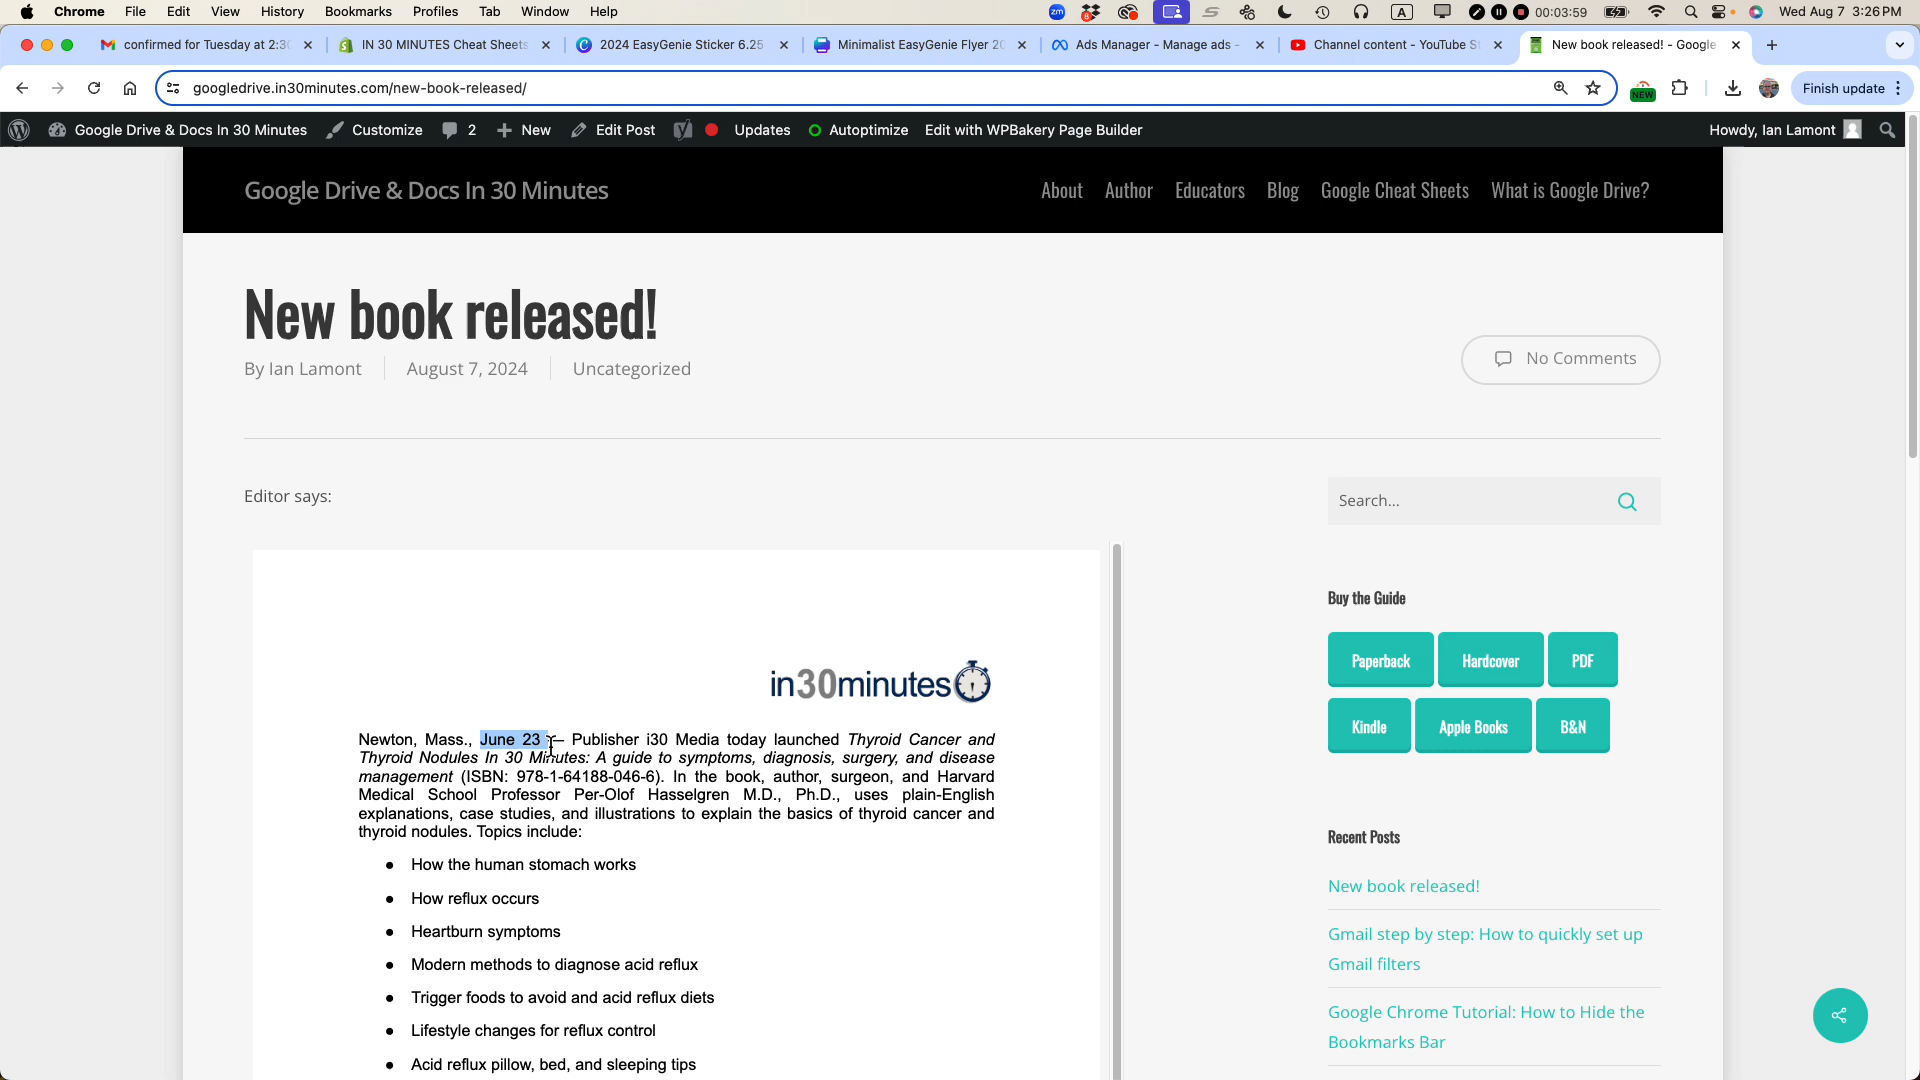 Chrome File Edit View History Bookmarks Profiles Tab Window Help
zm 8 A 00:03:59 Wed Aug 7 3:26 PM
confirmed for Tuesday at 2:30
IN 30 MINUTES Cheat Sheets
2024 EasyGenie Sticker 6.25
Minimalist EasyGenie Flyer 20
Ads Manager - Manage ads -
Channel content - YouTube St
New book released! - Google
googledrive.in30minutes.com/new-book-released/
NEW
Finish update
Google Drive & Docs In 30 Minutes Customize 2 New Edit Post Updates Autoptimize Edit with WPBakery Page Builder Howdy, Ian Lamont
Google Drive & Docs In 30 Minutes
About Author Educators Blog Google Cheat Sheets What is Google Drive?
New book released!
By Ian Lamont August 7, 2024 Uncategorized
No Comments
Editor says:
in30minutes
Newton, Mass., June 23 — Publisher i30 Media today launched Thyroid Cancer and
Thyroid Nodules In 30 Minutes: A guide to symptoms, diagnosis, surgery, and disease
management (ISBN: 978-1-64188-046-6). In the book, author, surgeon, and Harvard
Medical School Professor Per-Olof Hasselgren M.D., Ph.D., uses plain-English
explanations, case studies, and illustrations to explain the basics of thyroid cancer and
thyroid nodules. Topics include:
● How the human stomach works
● How reflux occurs
● Heartburn symptoms
● Modern methods to diagnose acid reflux
● Trigger foods to avoid and acid reflux diets
● Lifestyle changes for reflux control
● Acid reflux pillow, bed, and sleeping tips
Search...
Buy the Guide
Paperback Hardcover PDF
Kindle Apple Books B&N
Recent Posts
New book released!
Gmail step by step: How to quickly set up
Gmail filters
Google Chrome Tutorial: How to Hide the
Bookmarks Bar